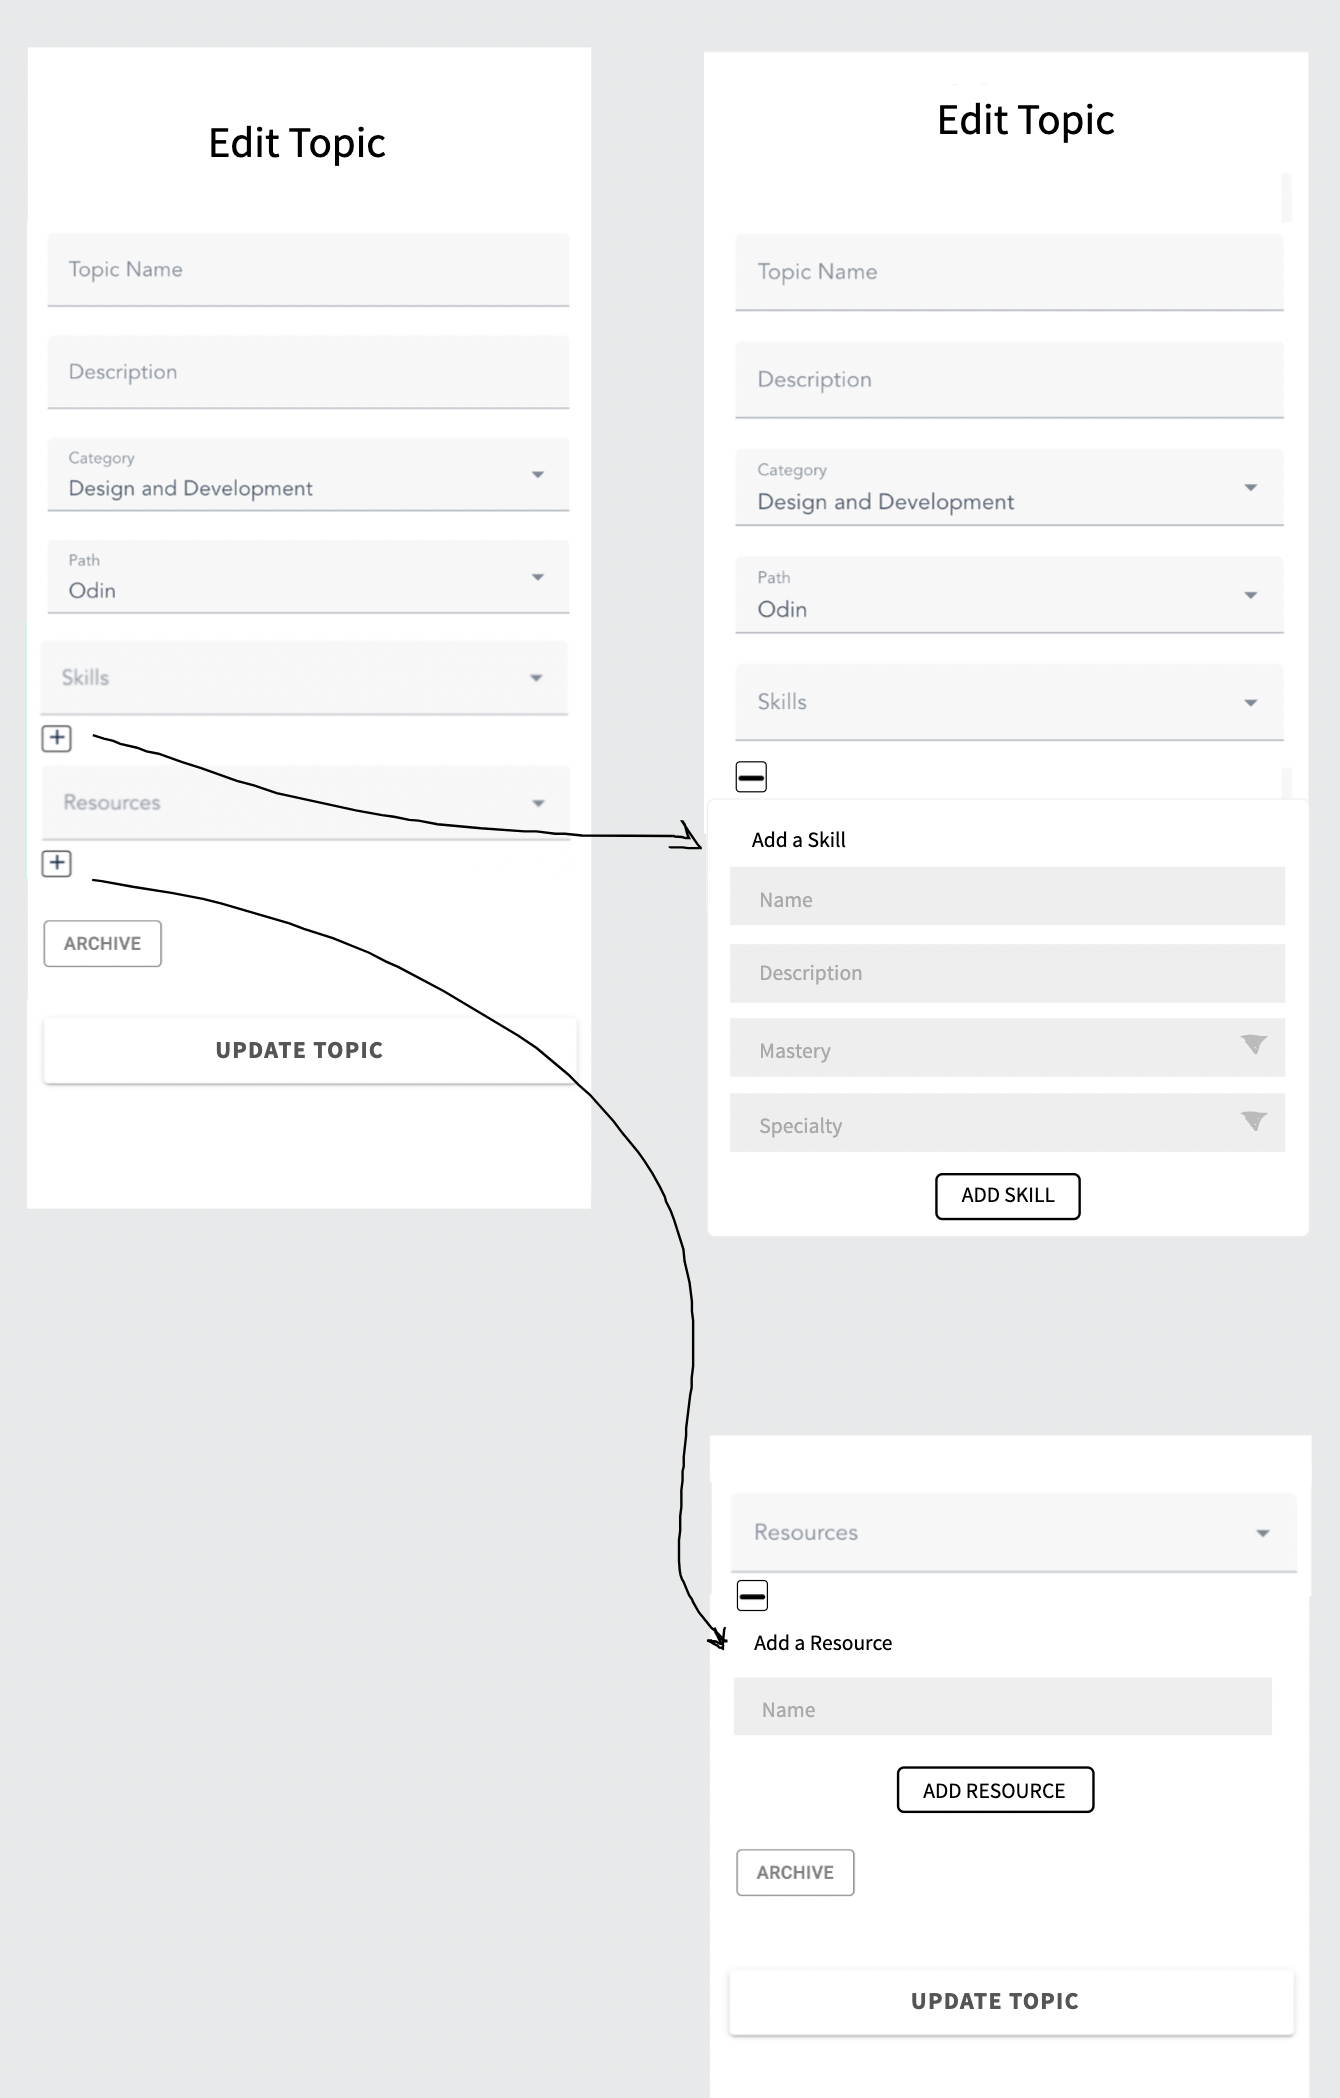 Edit Topic
Topic Name
Description
Category
Design and Development
Path
Odin
Skills
+
Resources
+
ARCHIVE
UPDATE TOPIC
Edit Topic
Topic Name
Description
Category
Design and Development
Path
Odin
Skills
Add a Skill
Name
Description
Mastery
Specialty
ADD SKILL
Resources
Add a Resource
Name
ADD RESOURCE
ARCHIVE
UPDATE TOPIC